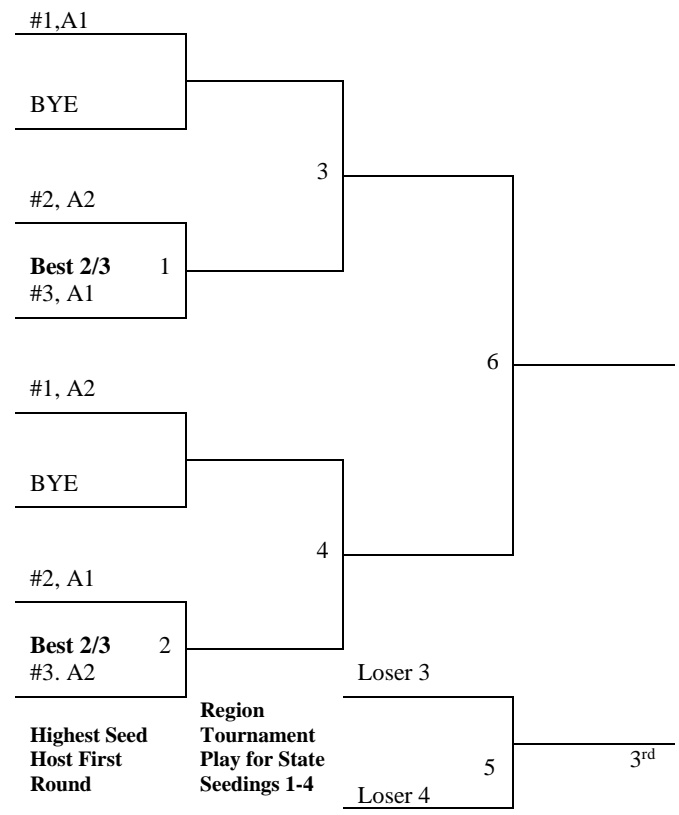 #1,A1
BYE
3
#2, A2
Best 2/3 1
#3, A1
#1, A2
6
BYE
4
#2, A1
Best 2/3 2
#3. A2
Loser 3
Highest Seed
Host First
Round
Region
Tournament
Play for State
Seedings 1-4
3rd
5
Loser 4